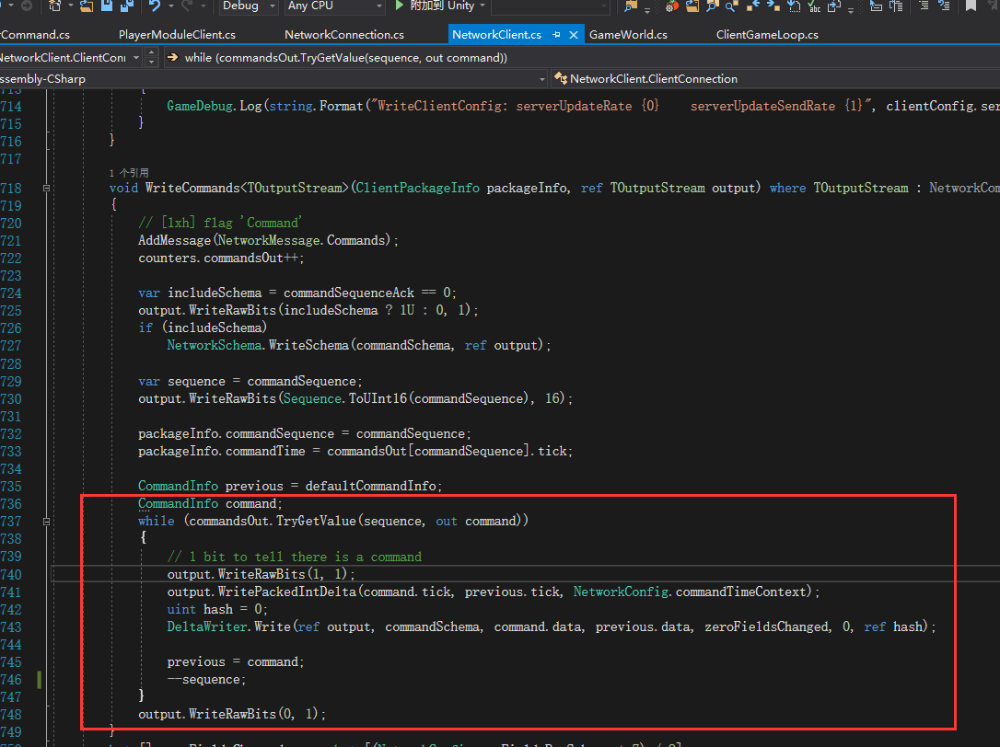 Debug Any CPU 附加到 Unity
Command.cs PlayerModuleClient.cs NetworkConnection.cs NetworkClient.cs GameWorld.cs ClientGameLoop.cs
NetworkClient.ClientConn while (commandsOut.TryGetValue(sequence, out command))
ssembly-CSharp NetworkClient.ClientConnection
713 {
714 GameDebug.Log(string.Format("WriteClientConfig: serverUpdateRate {0}    serverUpdateSendRate {1}", clientConfig.ser
715 }
716 }
717
1 个引用
718 void WriteCommands<TOutputStream>(ClientPackageInfo packageInfo, ref TOutputStream output) where TOutputStream : NetworkCom
719 {
720 // [lxh] flag 'Command'
721 AddMessage(NetworkMessage.Commands);
722 counters.commandsOut++;
723
724 var includeSchema = commandSequenceAck == 0;
725 output.WriteRawBits(includeSchema ? 1U : 0, 1);
726 if (includeSchema)
727 NetworkSchema.WriteSchema(commandSchema, ref output);
728
729 var sequence = commandSequence;
730 output.WriteRawBits(Sequence.ToUInt16(commandSequence), 16);
731
732 packageInfo.commandSequence = commandSequence;
733 packageInfo.commandTime = commandsOut[commandSequence].tick;
734
735 CommandInfo previous = defaultCommandInfo;
736 CommandInfo command;
737 while (commandsOut.TryGetValue(sequence, out command))
738 {
739 // 1 bit to tell there is a command
740 output.WriteRawBits(1, 1);
741 output.WritePackedIntDelta(command.tick, previous.tick, NetworkConfig.commandTimeContext);
742 uint hash = 0;
743 DeltaWriter.Write(ref output, commandSchema, command.data, previous.data, zeroFieldsChanged, 0, ref hash);
744
745 previous = command;
746 --sequence;
747 }
748 output.WriteRawBits(0, 1);
749 }